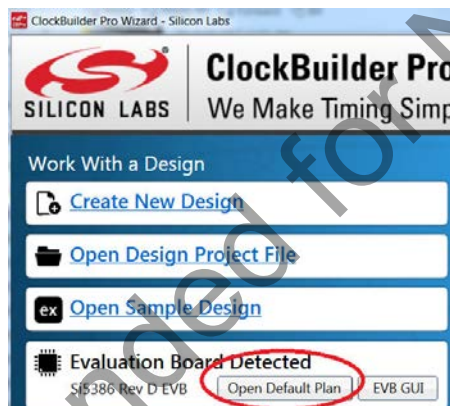 ClockBuilder Pro Wizard - Silicon Labs
SILICON LABS
ClockBuilder Pro
We Make Timing Simp
Work With a Design
Create New Design
Open Design Project File
ex Open Sample Design
Evaluation Board Detected
Si5386 Rev D EVB Open Default Plan EVB GUI
nded for N